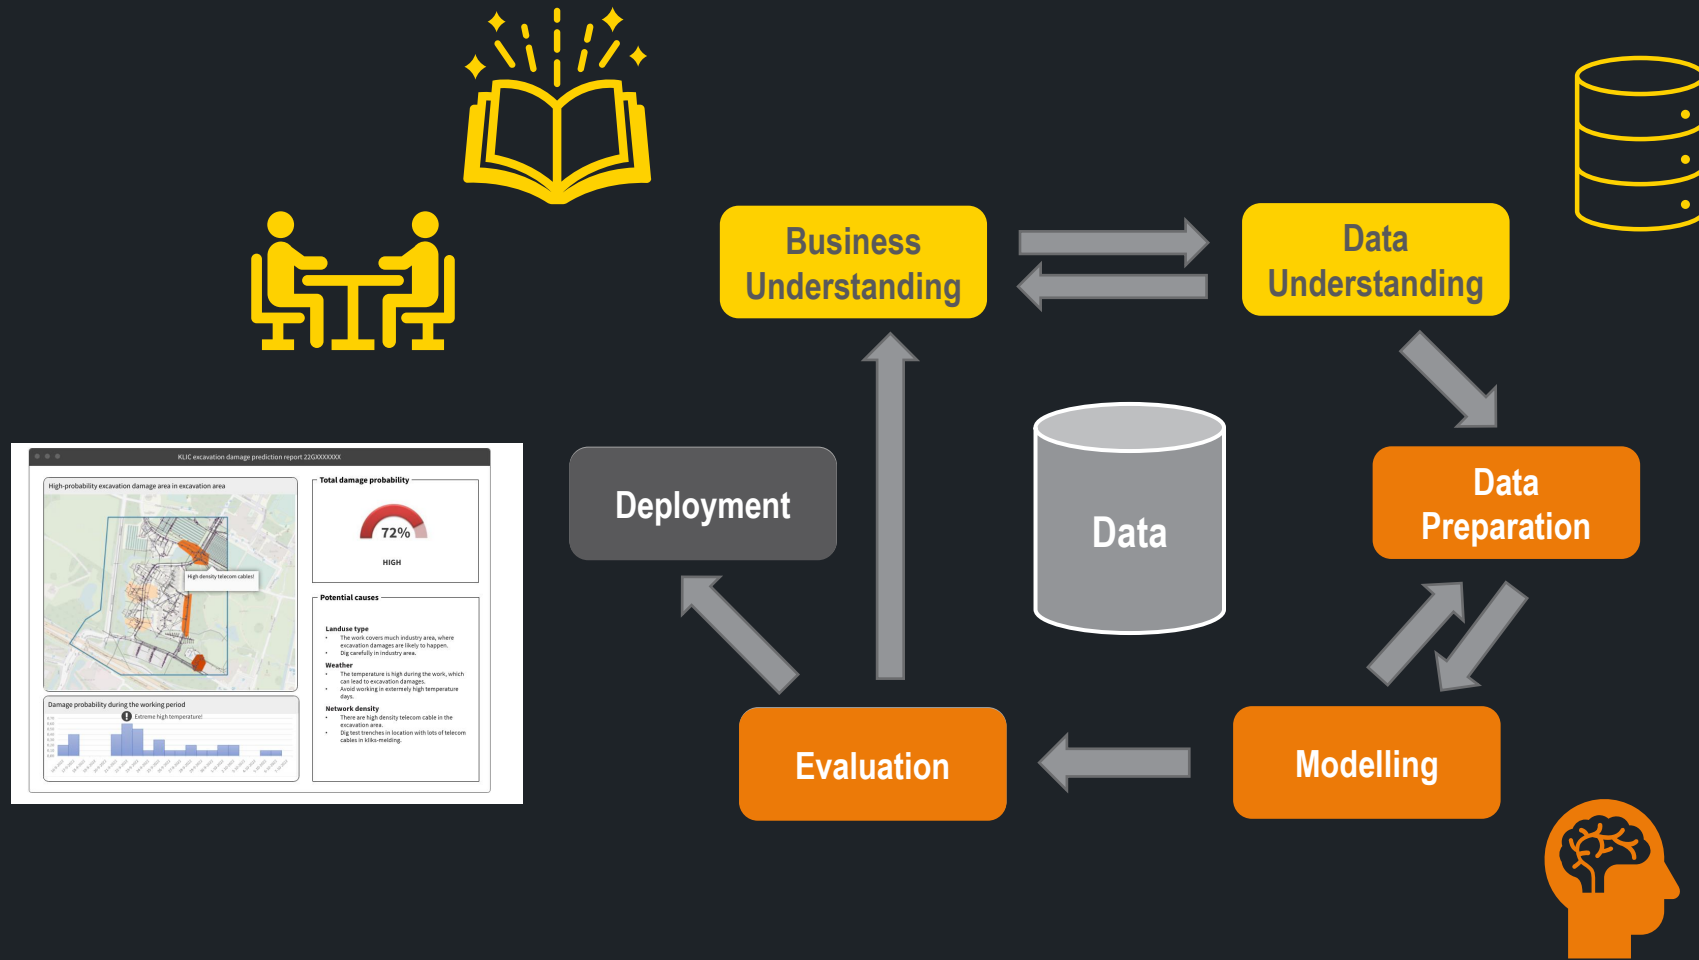 Business
Understanding
Data
Understanding
Data
Preparation
Modelling
Evaluation
Deployment
Data
KLIC excavation damage prediction report 22GXXXXXXX
High-probability excavation damage area in excavation area
High density telecom cables!
Total damage probability
72%
HIGH
Potential causes
Landuse type
• The work covers much industry area, where
excavation damages are likely to happen.
• Dig carefully in industry area.
Weather
• The temperature is high during the work, which
can lead to excavation damages.
• Avoid working in extermely high temperature
days.
Network density
• There are high density telecom cable in the
excavation area.
• Dig test trenches in location with lots of telecom
cables in kliks-melding.
Damage probability during the working period
Extreme high temperature!